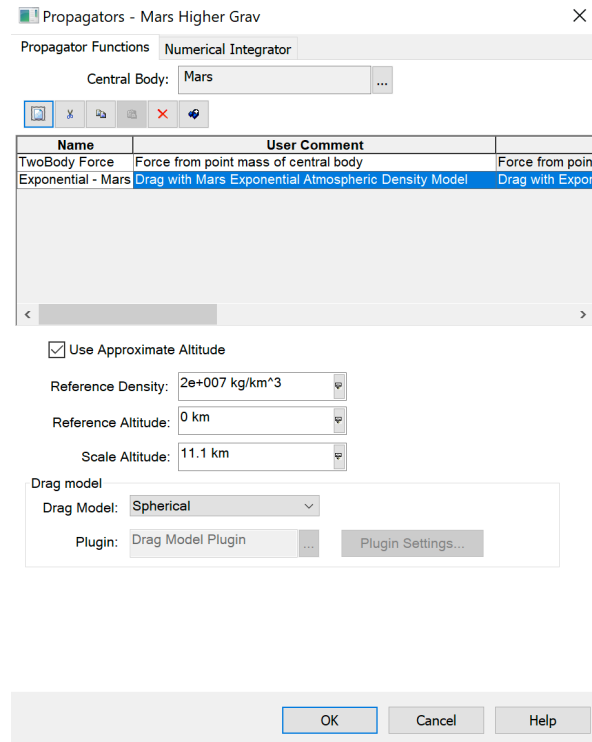 Propagators - Mars Higher Grav
Propagator Functions Numerical Integrator
Central Body: Mars ...
Name User Comment
TwoBody Force Force from point mass of central body Force from poin
Exponential - Mars Drag with Mars Exponential Atmospheric Density Model Drag with Expor
Use Approximate Altitude
Reference Density: 2e+007 kg/km^3
Reference Altitude: 0 km
Scale Altitude: 11.1 km
Drag model
Drag Model: Spherical
Plugin: Drag Model Plugin ... Plugin Settings...
OK Cancel Help